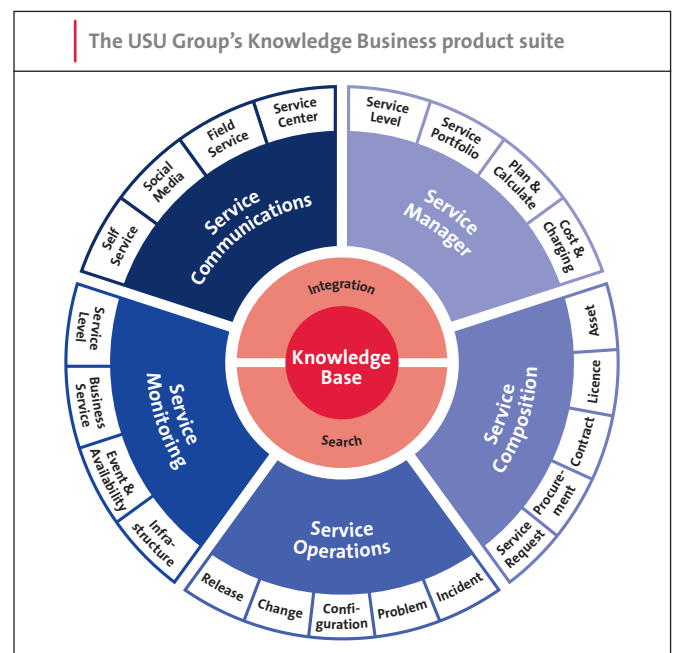 The USU Group's Knowledge Business product suite
Service
Communications
Self
Service
Social
Media
Field
Service
Service
Center
Service
Manager
Service
Level
Service
Portfolio
Plan &
Calculate
Cost &
Charging
Service
Composition
Asset
Licence
Contract
Procure-
ment
Service
Request
Service
Operations
Incident
Problem
Confi-
guration
Change
Release
Service
Monitoring
Infra-
structure
Event &
Availability
Business
Service
Service
Level
Integration
Knowledge
Base
Search